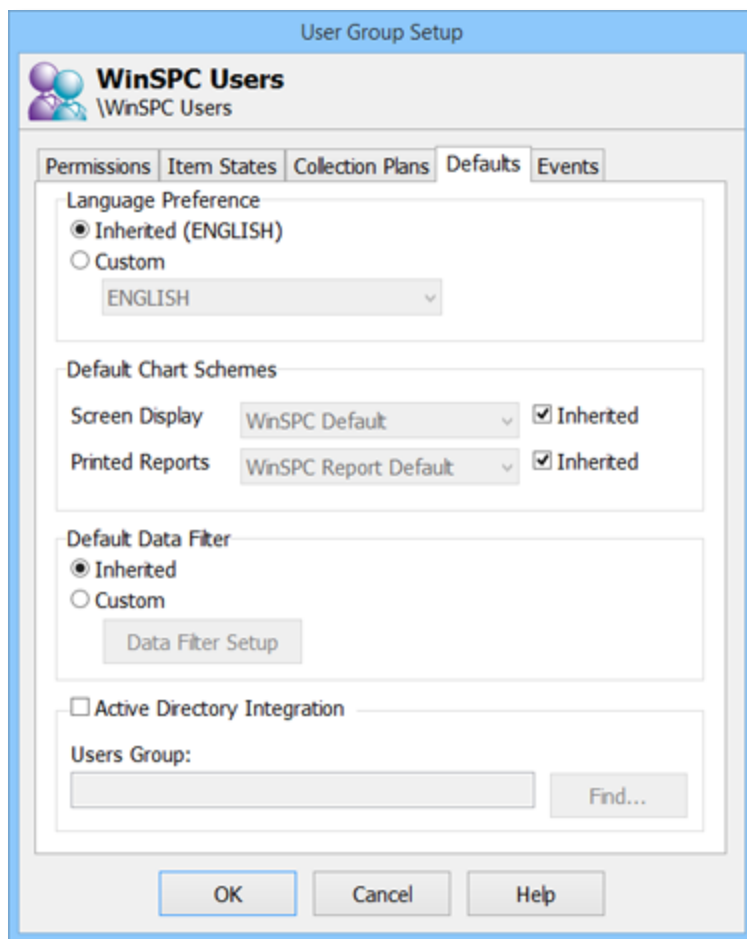 User Group Setup
WinSPC Users
\WinSPC Users
Permissions Item States Collection Plans Defaults Events
Language Preference
Inherited (ENGLISH)
Custom
ENGLISH
Default Chart Schemes
Screen Display WinSPC Default Inherited
Printed Reports WinSPC Report Default Inherited
Default Data Filter
Inherited
Custom
Data Filter Setup
Active Directory Integration
Users Group:
Find...
OK Cancel Help